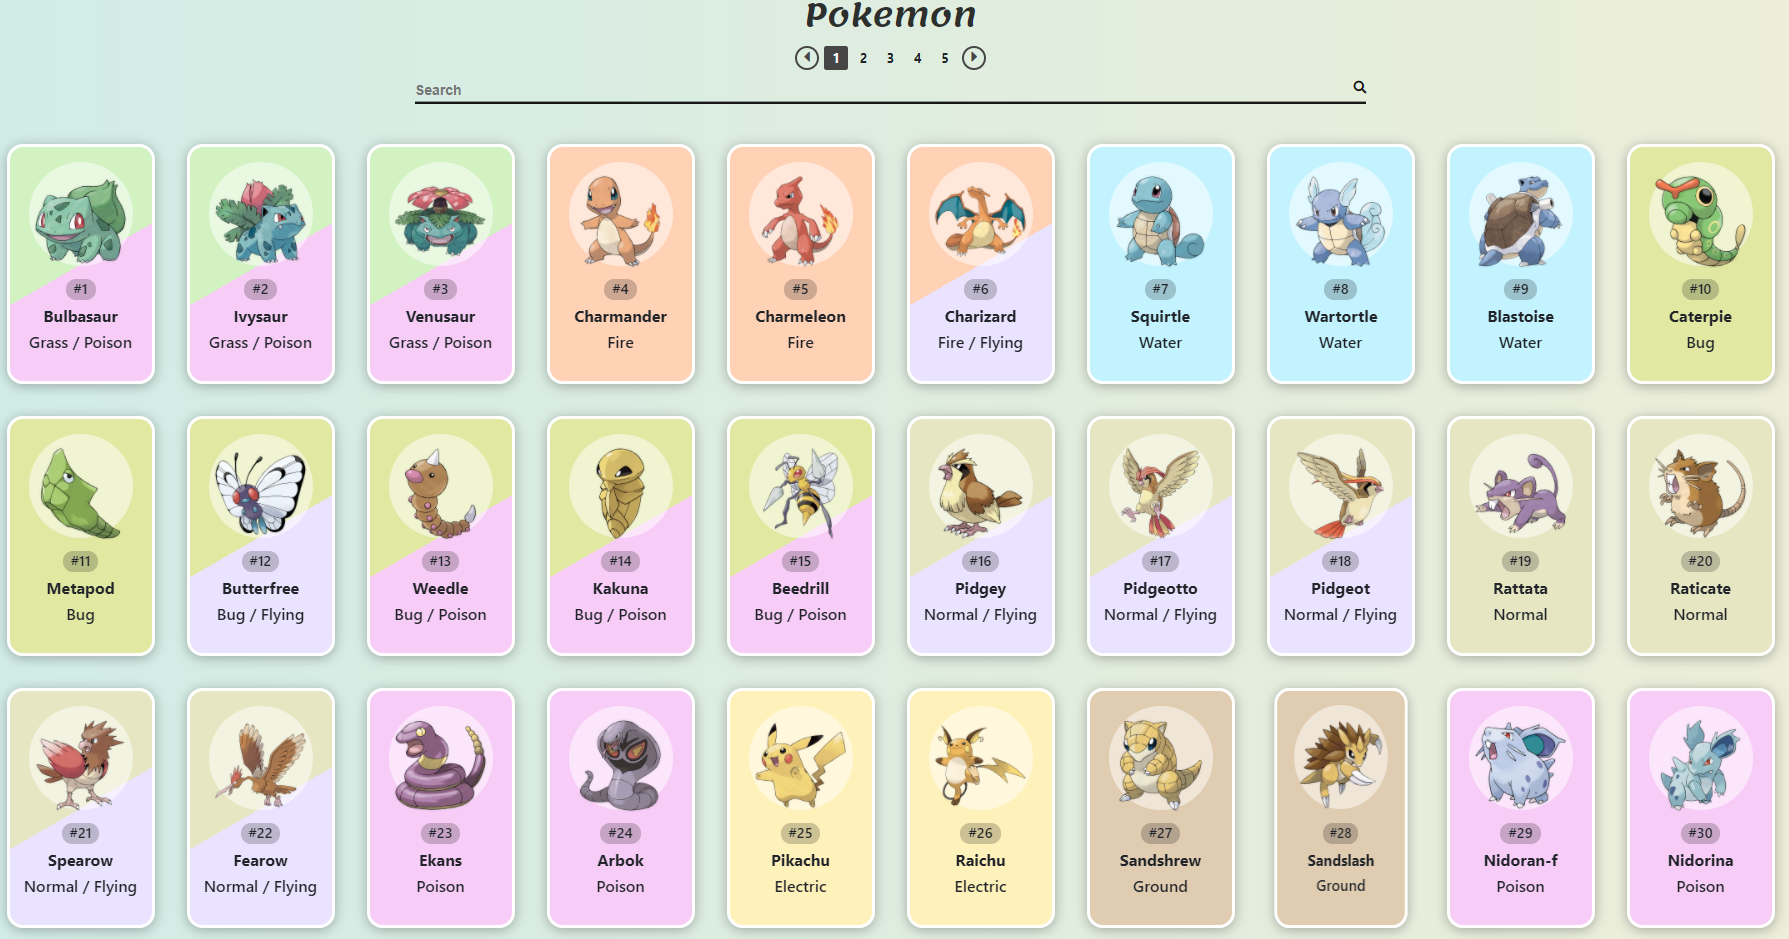 Pokemon
1 2 3 4 5
Search
#1 #2 #3 #4 #5 #6 #7 #8 #9 #10
Bulbasaur Ivysaur Venusaur Charmander Charmeleon Charizard Squirtle Wartortle Blastoise Caterpie
Grass / Poison Grass / Poison Grass / Poison Fire Fire Fire / Flying Water Water Water Bug
#11 #12 #13 #14 #15 #16 #17 #18 #19 #20
Metapod Butterfree Weedle Kakuna Beedrill Pidgey Pidgeotto Pidgeot Rattata Raticate
Bug Bug / Flying Bug / Poison Bug / Poison Bug / Poison Normal / Flying Normal / Flying Normal / Flying Normal Normal
#21 #22 #23 #24 #25 #26 #27 #28 #29 #30
Spearow Fearow Ekans Arbok Pikachu Raichu Sandshrew Sandslash Nidoran-f Nidorina
Normal / Flying Normal / Flying Poison Poison Electric Electric Ground Ground Poison Poison